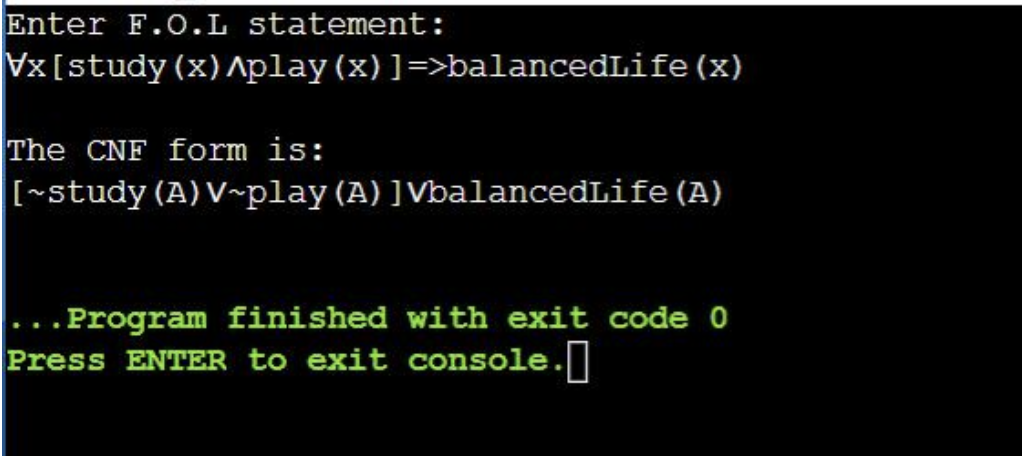 Enter F.O.L statement:
∀x[study(x)∧play(x)]=>balancedLife(x)
The CNF form is:
[~study(A)V~play(A)]VbalancedLife(A)
...Program finished with exit code 0
Press ENTER to exit console.